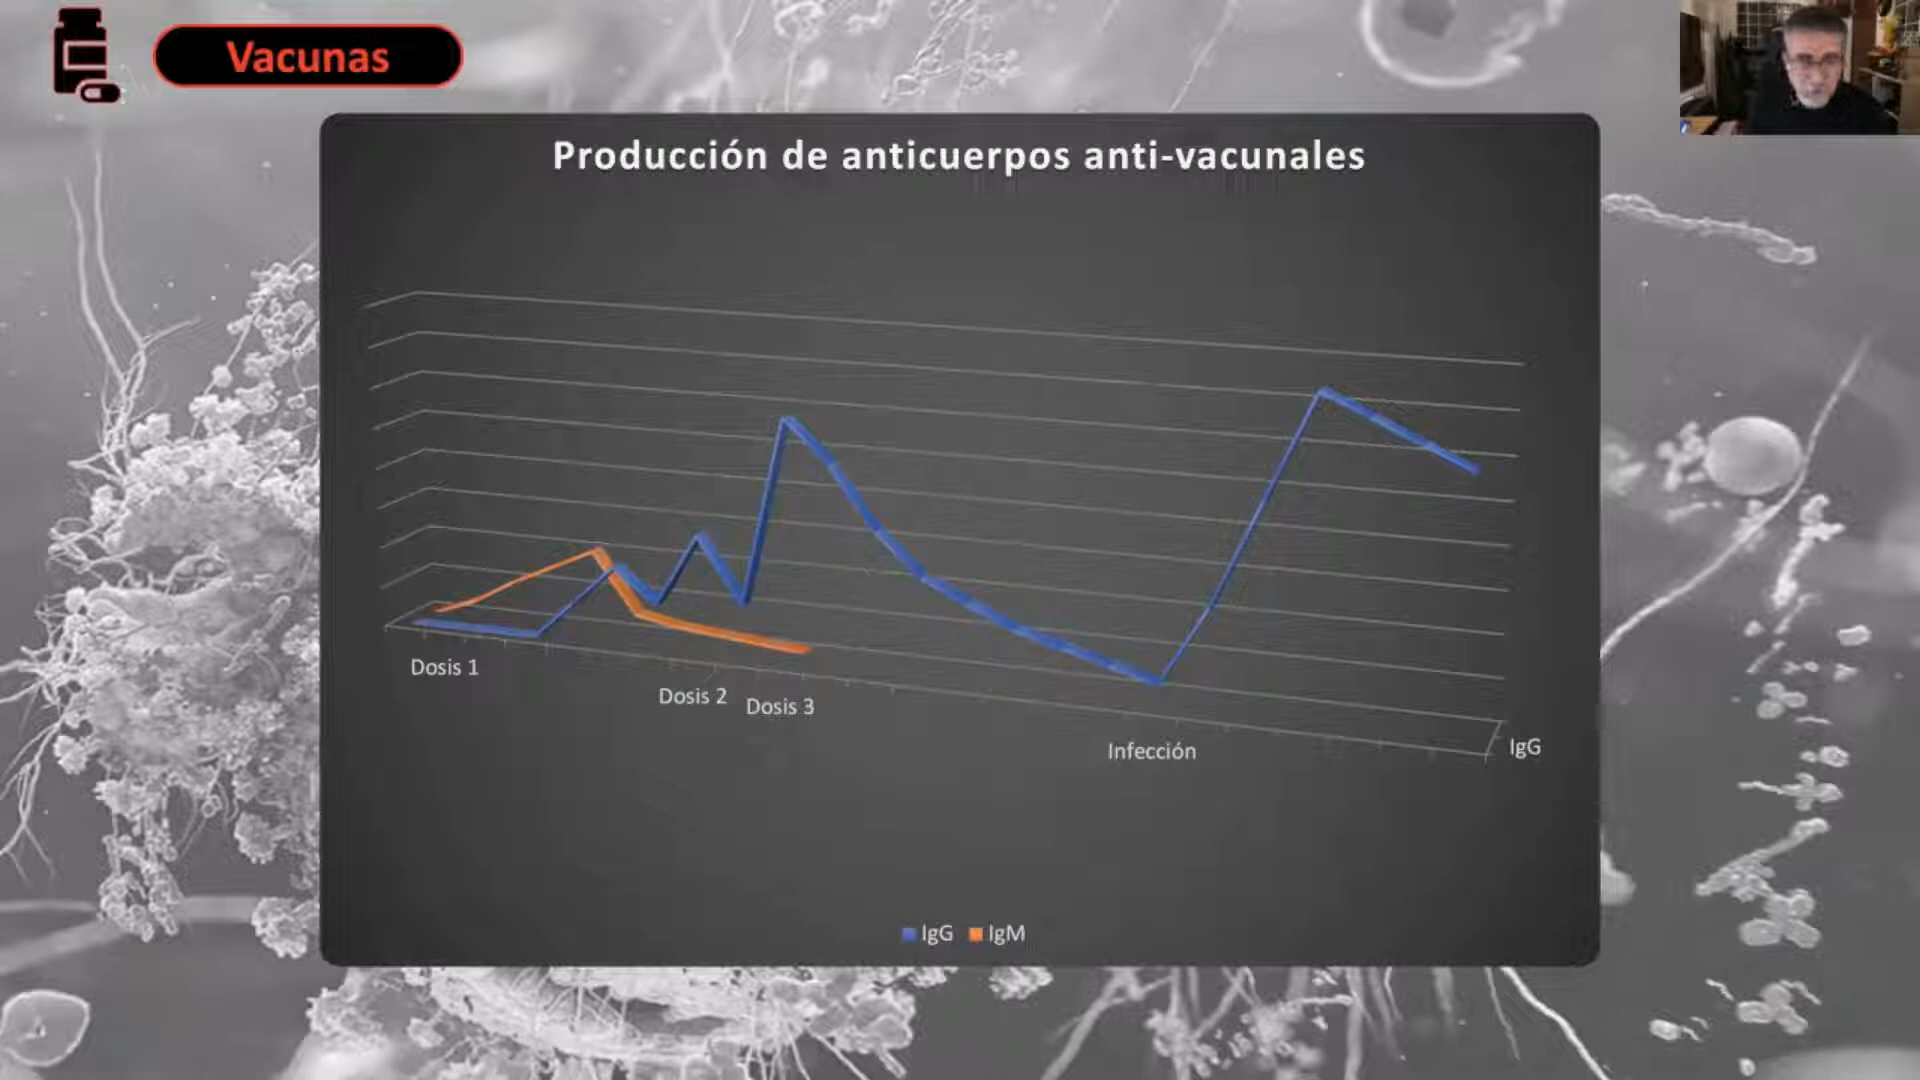 Vacunas
Producción de anticuerpos anti-vacunales
Dosis 1
Dosis 2
Dosis 3
Infección
IgG
IgG
IgM